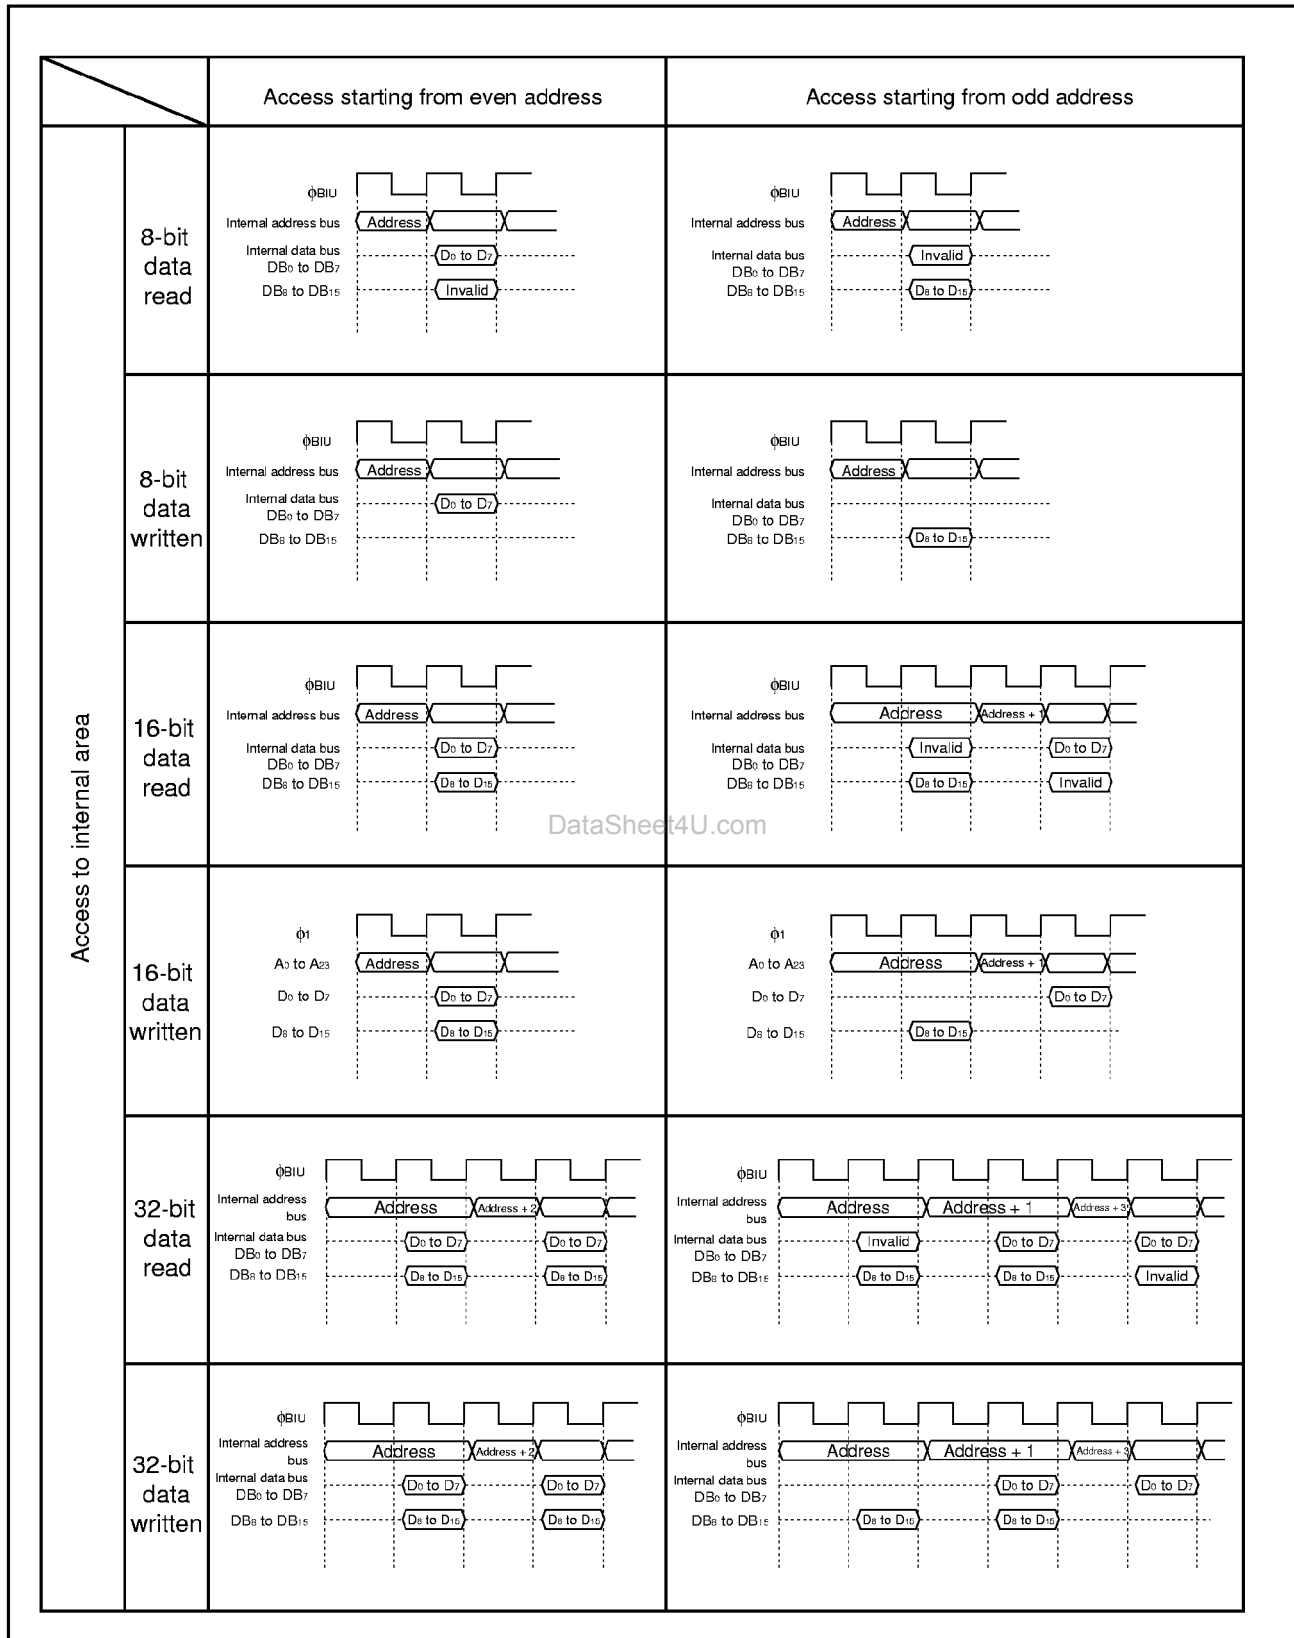 Access starting from even address
Access starting from odd address
Access to internal area
8-bit
data
read
ϕBIU
Internal address bus
Address
Internal data bus
DB0 to DB7
D0 to D7
DB8 to DB15
Invalid
ϕBIU
Internal address bus
Address
Internal data bus
DB0 to DB7
Invalid
DB8 to DB15
D8 to D15
8-bit
data
written
ϕBIU
Internal address bus
Address
Internal data bus
DB0 to DB7
D0 to D7
DB8 to DB15
ϕBIU
Internal address bus
Address
Internal data bus
DB0 to DB7
DB8 to DB15
D8 to D15
16-bit
data
read
ϕBIU
Internal address bus
Address
Internal data bus
DB0 to DB7
D0 to D7
DB8 to DB15
D8 to D15
ϕBIU
Internal address bus
Address
Address + 1
Internal data bus
DB0 to DB7
Invalid
D0 to D7
DB8 to DB15
D8 to D15
Invalid
DataSheet4U.com
16-bit
data
written
ϕ1
A0 to A23
Address
D0 to D7
D0 to D7
D8 to D15
D8 to D15
ϕ1
A0 to A23
Address
Address + 1
D0 to D7
D0 to D7
D8 to D15
D8 to D15
32-bit
data
read
ϕBIU
Internal address
bus
Address
Address + 2
Internal data bus
DB0 to DB7
D0 to D7
D0 to D7
DB8 to DB15
D8 to D15
D8 to D15
ϕBIU
Internal address
bus
Address
Address + 1
Address + 3
Internal data bus
DB0 to DB7
Invalid
D0 to D7
D0 to D7
DB8 to DB15
D8 to D15
D8 to D15
Invalid
32-bit
data
written
ϕBIU
Internal address
bus
Address
Address + 2
Internal data bus
DB0 to DB7
D0 to D7
D0 to D7
DB8 to DB15
D8 to D15
D8 to D15
ϕBIU
Internal address
bus
Address
Address + 1
Address + 3
Internal data bus
DB0 to DB7
D0 to D7
D0 to D7
DB8 to DB15
D8 to D15
D8 to D15